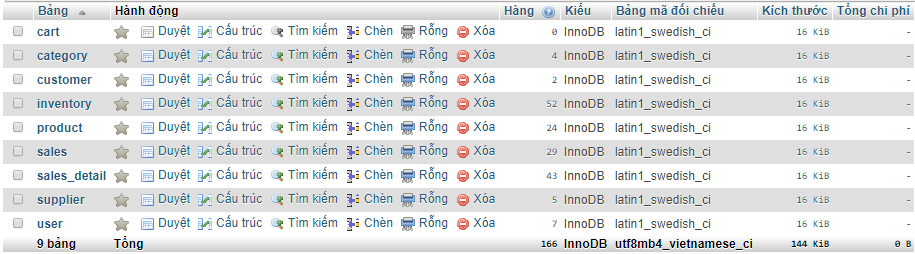 Bảng Hành động Hàng Kiểu Bảng mã đối chiếu Kích thước Tổng chi phí
cart Duyệt Cấu trúc Tìm kiếm Chèn Rỗng Xóa 0 InnoDB latin1_swedish_ci 16 KiB -
category Duyệt Cấu trúc Tìm kiếm Chèn Rỗng Xóa 4 InnoDB latin1_swedish_ci 16 KiB -
customer Duyệt Cấu trúc Tìm kiếm Chèn Rỗng Xóa 2 InnoDB latin1_swedish_ci 16 KiB -
inventory Duyệt Cấu trúc Tìm kiếm Chèn Rỗng Xóa 52 InnoDB latin1_swedish_ci 16 KiB -
product Duyệt Cấu trúc Tìm kiếm Chèn Rỗng Xóa 24 InnoDB latin1_swedish_ci 16 KiB -
sales Duyệt Cấu trúc Tìm kiếm Chèn Rỗng Xóa 29 InnoDB latin1_swedish_ci 16 KiB -
sales_detail Duyệt Cấu trúc Tìm kiếm Chèn Rỗng Xóa 43 InnoDB latin1_swedish_ci 16 KiB -
supplier Duyệt Cấu trúc Tìm kiếm Chèn Rỗng Xóa 5 InnoDB latin1_swedish_ci 16 KiB -
user Duyệt Cấu trúc Tìm kiếm Chèn Rỗng Xóa 7 InnoDB latin1_swedish_ci 16 KiB -
9 bảng Tổng 166 InnoDB utf8mb4_vietnamese_ci 144 KiB 0 B